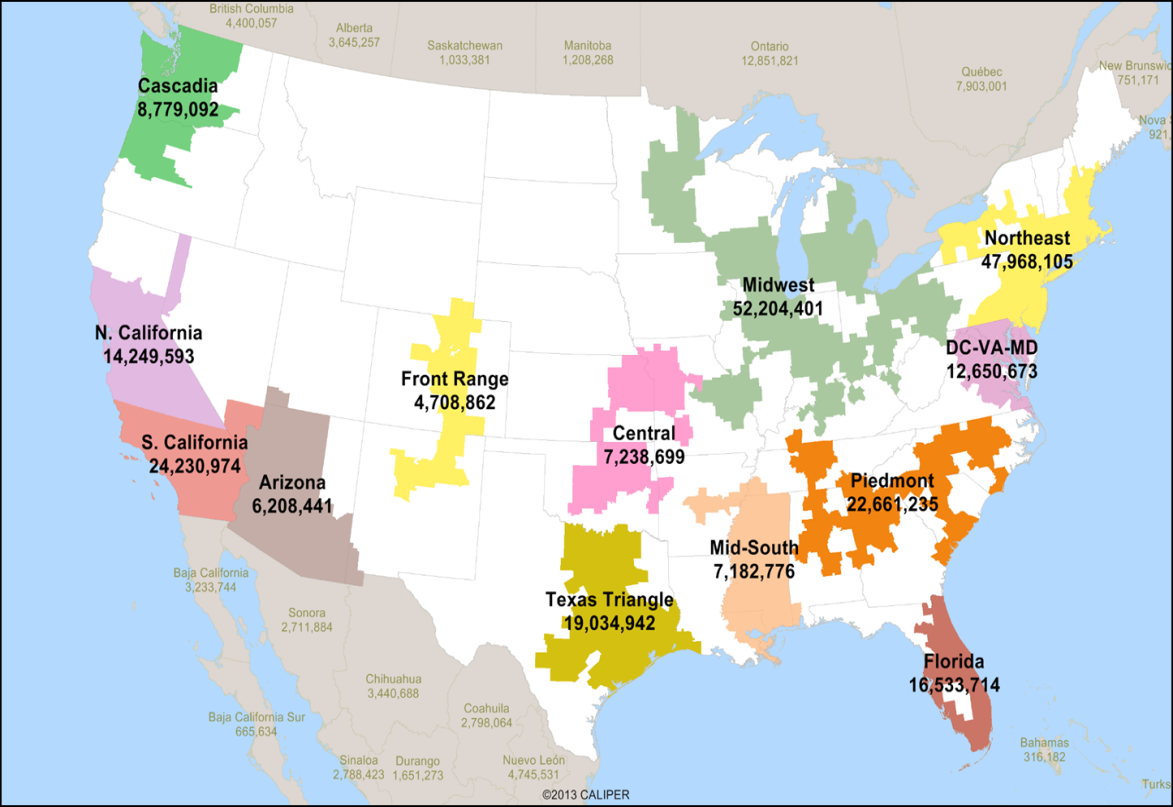 British Columbia
4,400,057
Alberta
3,645,257
Saskatchewan
1,033,381
Manitoba
1,208,268
Ontario
12,851,821
Québec
7,903,001
New Brunswic
751,171
Nova
921,
Cascadia
8,779,092
Northeast
47,968,105
Midwest
52,204,401
N. California
14,249,593
DC-VA-MD
12,650,673
Front Range
4,708,862
Central
7,238,699
S. California
24,230,974
Arizona
6,208,441
Piedmont
22,661,235
Mid-South
7,182,776
Texas Triangle
19,034,942
Florida
16,533,714
Baja California
3,233,744
Sonora
2,711,884
Chihuahua
3,440,688
Coahuila
2,798,064
Baja California Sur
665,634
Sinaloa
2,788,423
Durango
1,651,273
Nuevo León
4,745,531
Bahamas
316,182
Turks
©2013 CALIPER